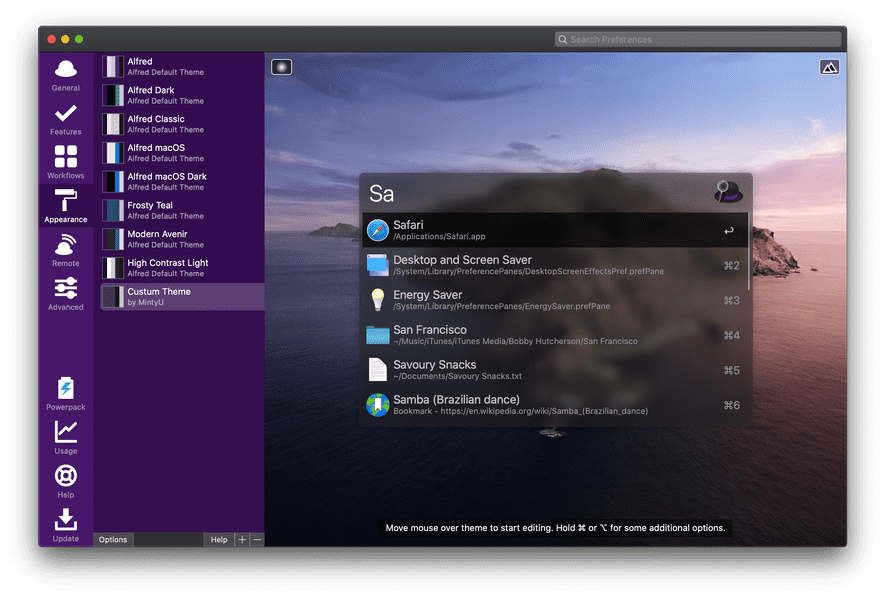 Search Preferences
General
Features
Workflows
Appearance
Remote
Advanced
Powerpack
Usage
Help
Update
Alfred
Alfred Default Theme
Alfred Dark
Alfred Default Theme
Alfred Classic
Alfred Default Theme
Alfred macOS
Alfred Default Theme
Alfred macOS Dark
Alfred Default Theme
Frosty Teal
Alfred Default Theme
Modern Avenir
Alfred Default Theme
High Contrast Light
Alfred Default Theme
Custum Theme
by MintyU
Options
Help + −
Sa
Safari
/Applications/Safari.app
↩
Desktop and Screen Saver
/System/Library/PreferencePanes/DesktopScreenEffectsPref.prefPane
⌘2
Energy Saver
/System/Library/PreferencePanes/EnergySaver.prefPane
⌘3
San Francisco
~/Music/iTunes/iTunes Media/Bobby Hutcherson/San Francisco
⌘4
Savoury Snacks
~/Documents/Savoury Snacks.txt
⌘5
Samba (Brazilian dance)
Bookmark - https://en.wikipedia.org/wiki/Samba_(Brazilian_dance)
⌘6
Move mouse over theme to start editing. Hold ⌘ or ⌥ for some additional options.